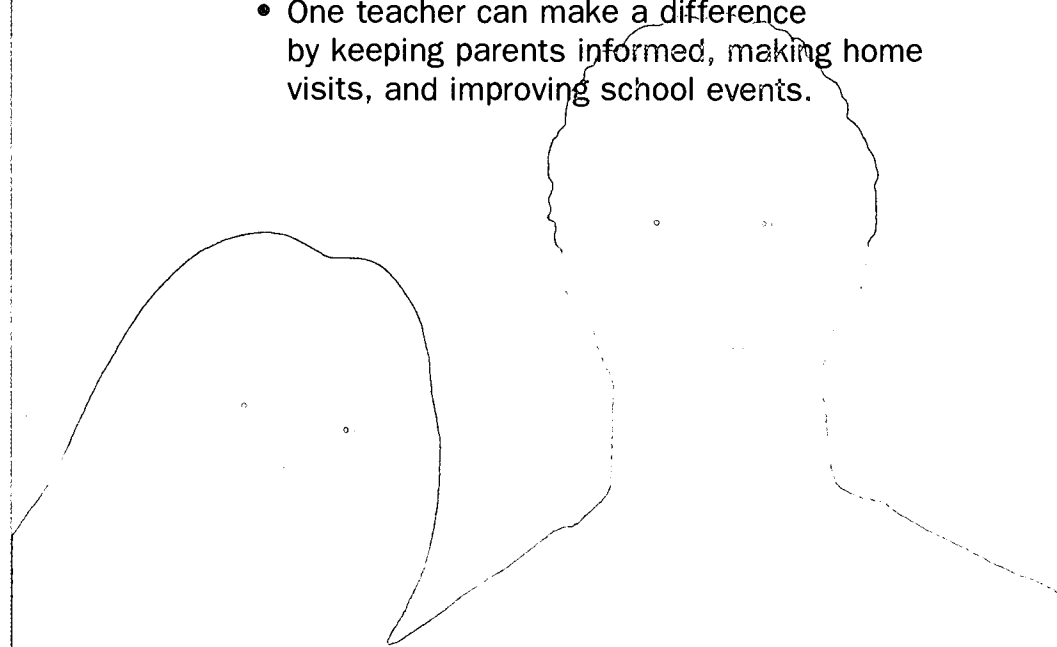 • One teacher can make a difference
by keeping parents informed, making home
visits, and improving school events.